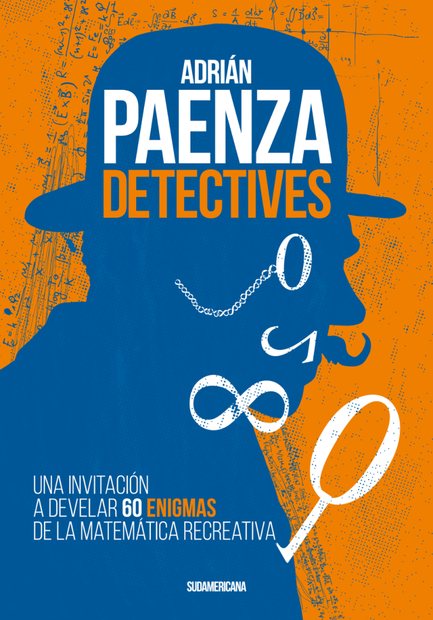 ADRIÁN
PAENZA
DETECTIVES
UNA INVITACIÓN
A DEVELAR 60 ENIGMAS
DE LA MATEMÁTICA RECREATIVA
SUDAMERICANA